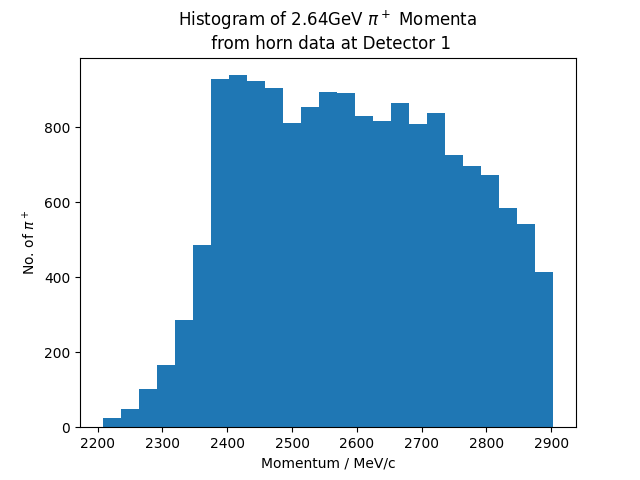 Histogram of 2.64GeV π⁺ Momenta
from horn data at Detector 1
No. of π⁺
800
600
400
200
0
2200 2300 2400 2500 2600 2700 2800 2900
Momentum / MeV/c